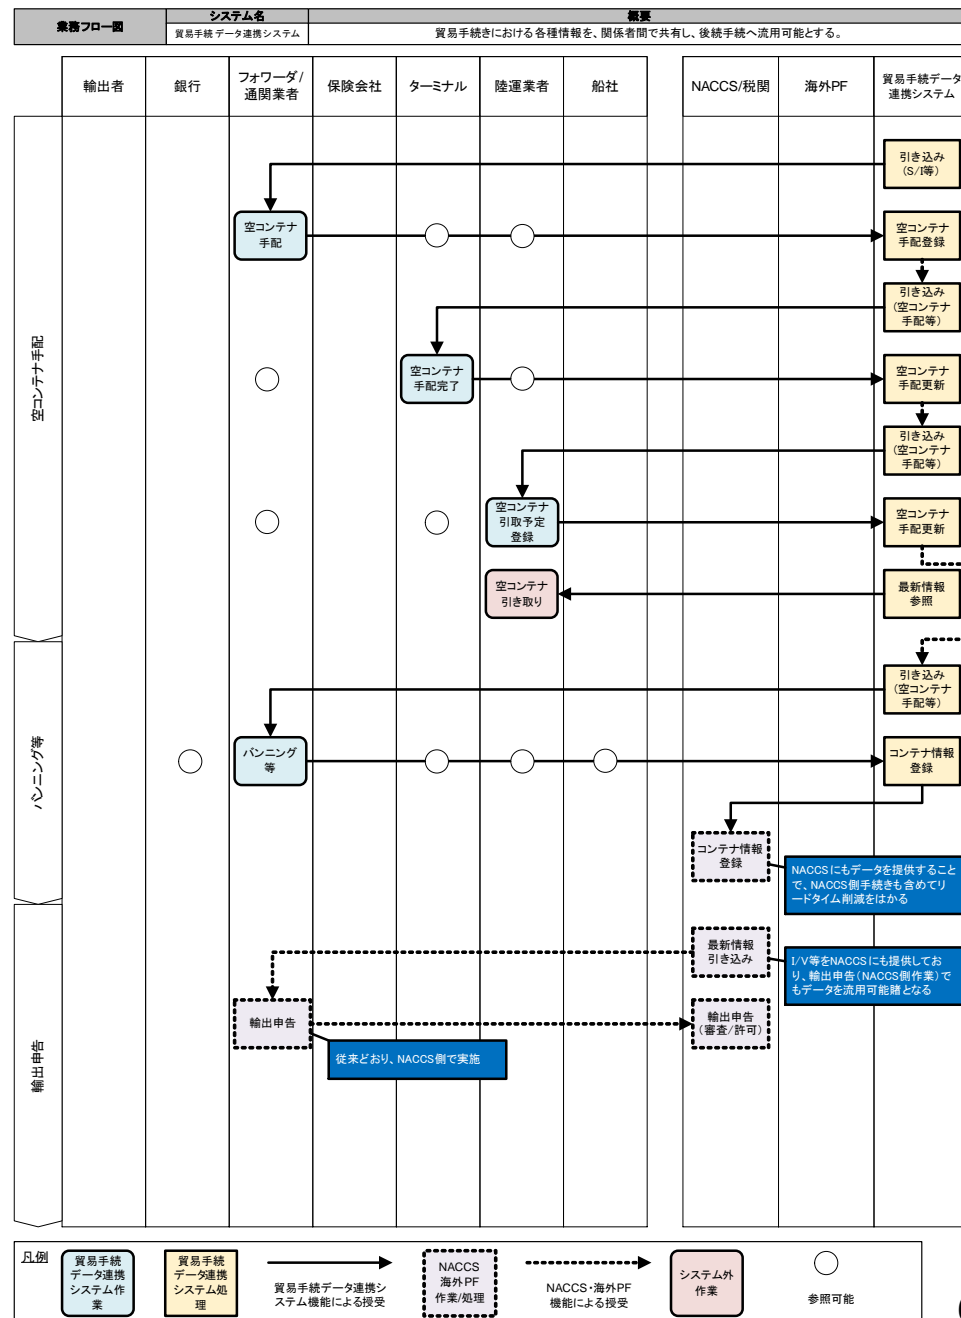 業務フロー図
システム名
概要
貿易手続データ連携システム
貿易手続きにおける各種情報を、関係者間で共有し、後続手続へ流用可能とする。
輸出者
銀行
フォワーダ/
通関業者
保険会社
ターミナル
陸運業者
船社
NACCS/税関
海外PF
貿易手続データ
連携システム
空コンテナ手配
引き込み
(S/I等)
空コンテナ
手配
空コンテナ
手配登録
引き込み
(空コンテナ
手配等)
空コンテナ
手配完了
空コンテナ
手配更新
引き込み
(空コンテナ
手配等)
空コンテナ
引取予定
登録
空コンテナ
手配更新
空コンテナ
引き取り
最新情報
参照
バンニング等
引き込み
(空コンテナ
手配等)
バンニング
等
コンテナ情報
登録
コンテナ情報
登録
NACCSにもデータを提供すること
で、NACCS側手続きも含めてリ
ードタイム削減をはかる
輸出申告
最新情報
引き込み
I/V等をNACCSにも提供してお
り、輸出申告(NACCS側作業)で
もデータを流用可能賭となる
輸出申告
輸出申告
(審査/許可)
従来どおり、NACCS側で実施
凡例
貿易手続
データ連携
システム作
業
貿易手続
データ連携
システム処
理
貿易手続データ連携シ
ステム機能による授受
NACCS
海外PF
作業/処理
NACCS・海外PF
機能による授受
システム外
作業
参照可能